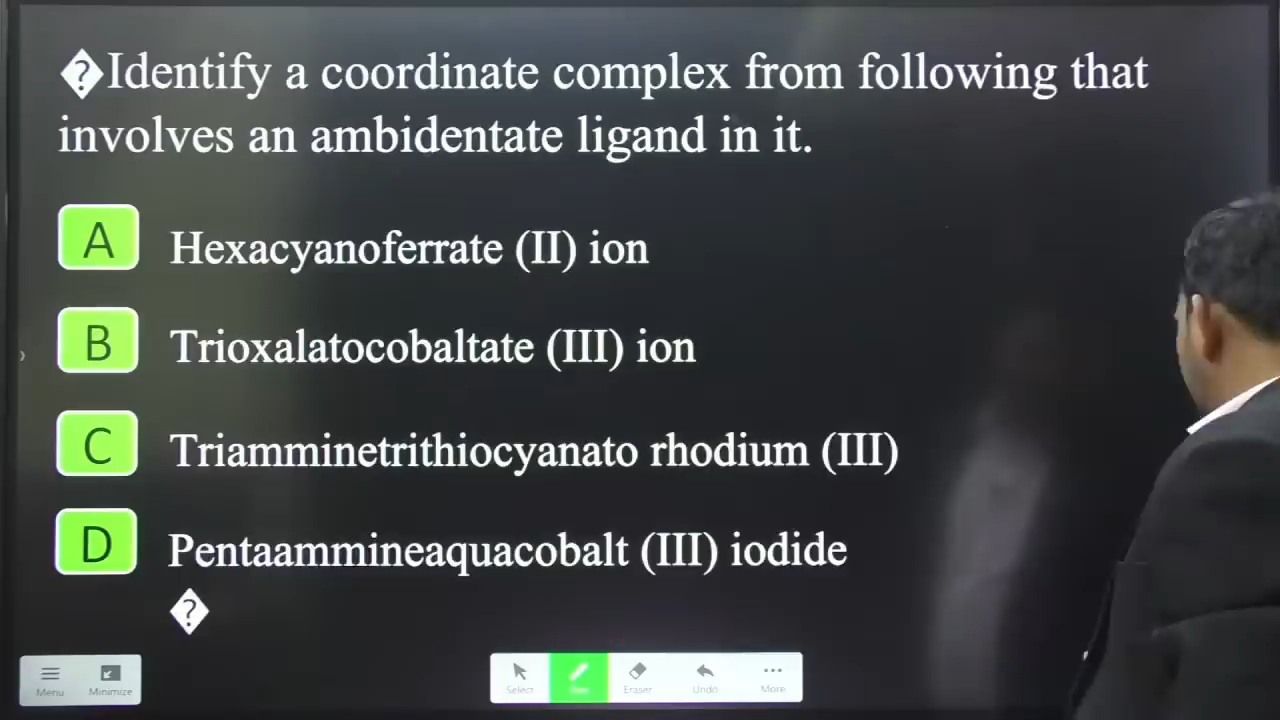 �Identify a coordinate complex from following that
involves an ambidentate ligand in it.
A Hexacyanoferrate (II) ion
B Trioxalatocobaltate (III) ion
C Triamminetrithiocyanato rhodium (III)
D Pentaammineaquacobalt (III) iodide
�
Menu Minimize Select Pen Eraser Undo More